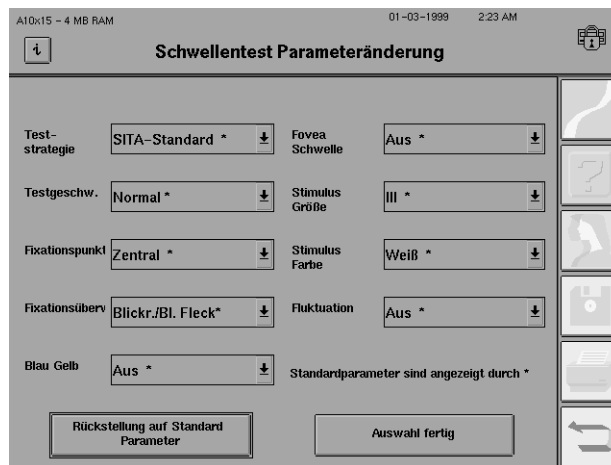 A10x15 – 4 MB RAM 01–03–1999 2:23 AM
i
Schwellentest Parameteränderung
Test-
strategie
SITA–Standard *
Fovea
Schwelle
Aus *
Testgeschw.
Normal *
Stimulus
Größe
III *
Fixationspunkt
Zentral *
Stimulus
Farbe
Weiß *
Fixationsüberv
Blickr./Bl. Fleck*
Fluktuation
Aus *
Blau Gelb
Aus *
Standardparameter sind angezeigt durch *
Rückstellung auf Standard
Parameter
Auswahl fertig